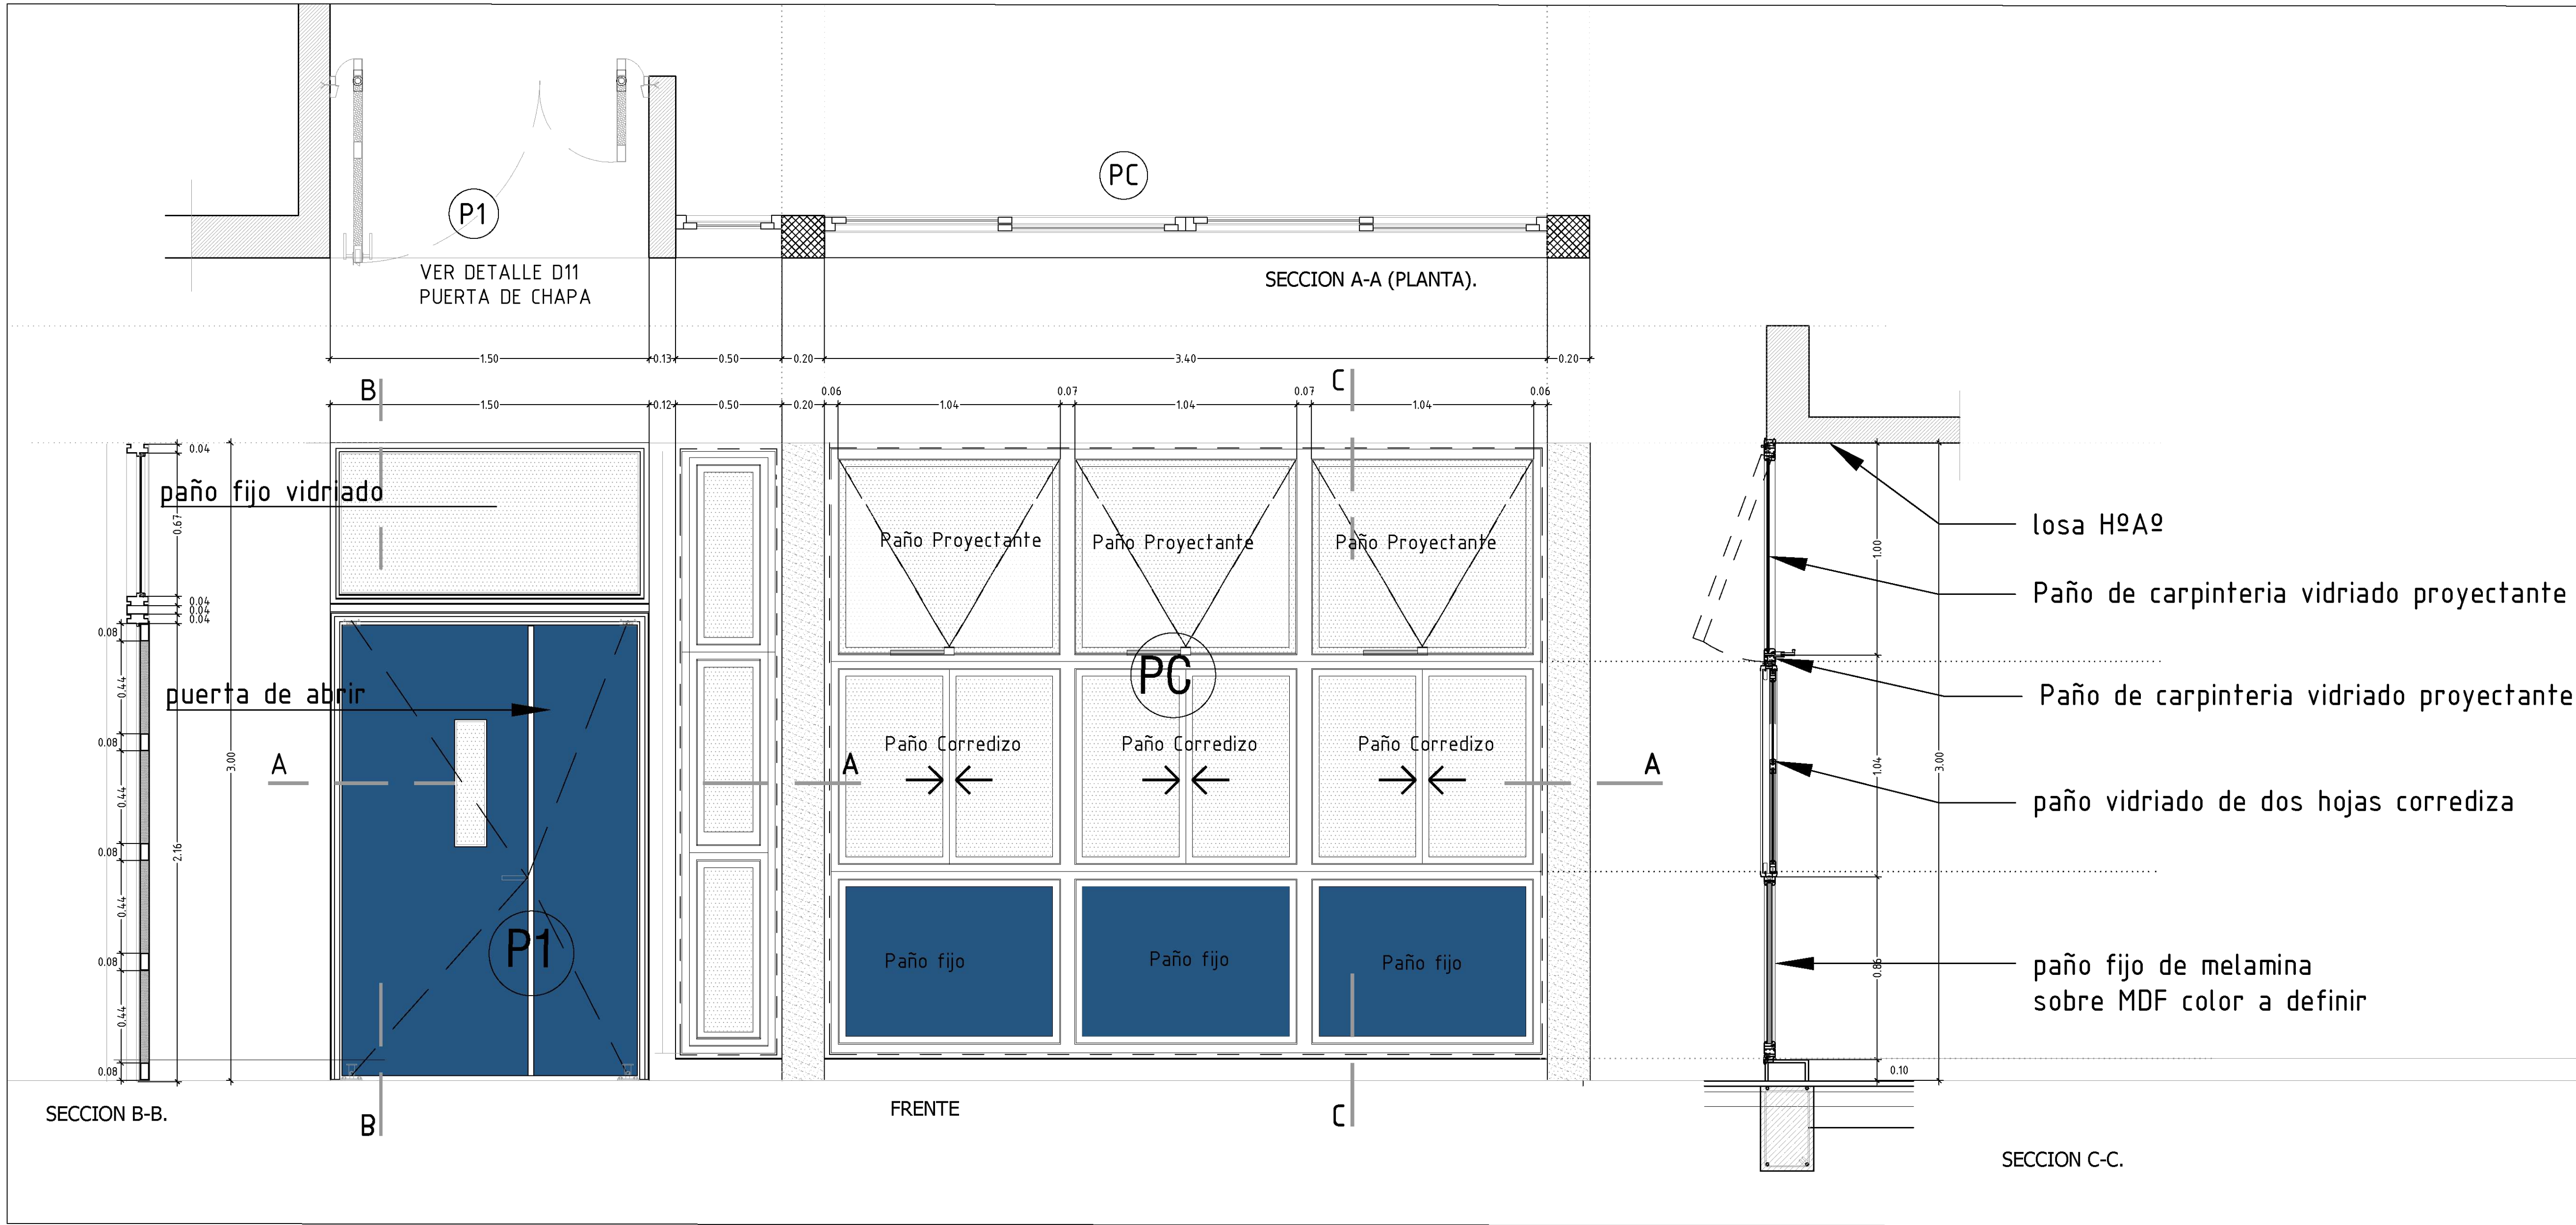 PC
P1
VER DETALLE D11
PUERTA DE CHAPA
SECCION A-A (PLANTA).
1.50
0.13
0.50
0.20
3.40
0.20
B
C
0.06
0.07
0.07
0.06
1.50
0.12
0.50
0.20
1.04
1.04
1.04
0.04
paño fijo vidriado
0.67
losa HºAº
Paño Proyectante
Paño Proyectante
Paño Proyectante
1.00
Paño de carpinteria vidriado proyectante
0.04
0.04
0.04
0.08
PC
puerta de abrir
0.44
Paño de carpinteria vidriado proyectante
0.08
Paño Corredizo
Paño Corredizo
Paño Corredizo
A
A
A
3.00
1.04
3.00
0.44
paño vidriado de dos hojas corrediza
0.08
2.16
0.44
P1
Paño fijo
Paño fijo
Paño fijo
0.08
0.86
paño fijo de melamina
sobre MDF color a definir
0.44
0.08
0.10
SECCION B-B.
B
FRENTE
C
SECCION C-C.